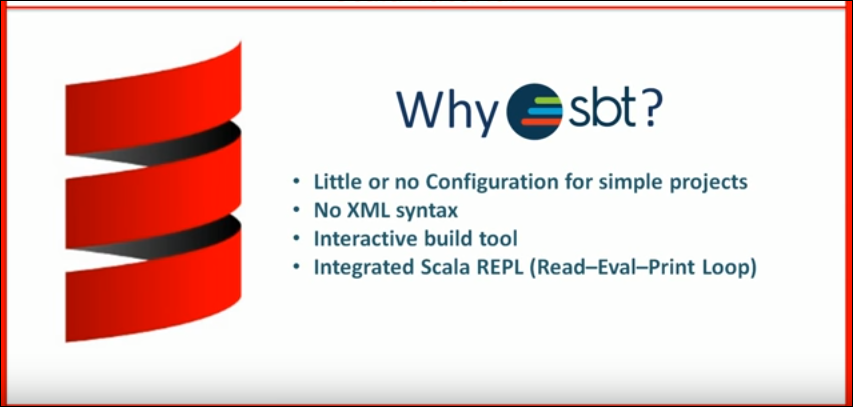 Why sbt?
• Little or no Configuration for simple projects
• No XML syntax
• Interactive build tool
• Integrated Scala REPL (Read–Eval–Print Loop)